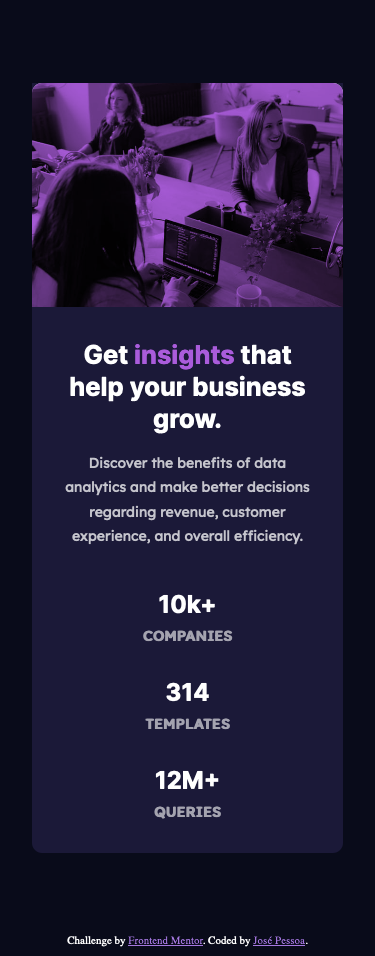 Get insights that
help your business
grow.
Discover the benefits of data
analytics and make better decisions
regarding revenue, customer
experience, and overall efficiency.
10k+
COMPANIES
314
TEMPLATES
12M+
QUERIES
Challenge by Frontend Mentor. Coded by José Pessoa.